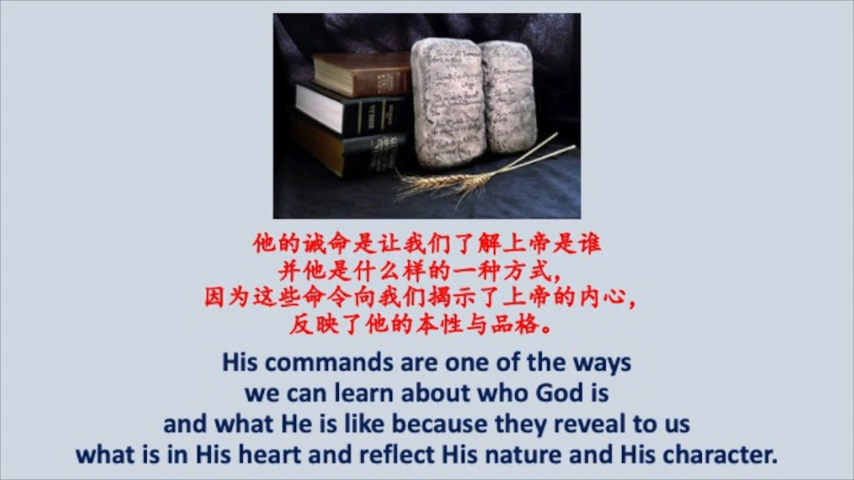 他的诫命是让我们了解上帝是谁
并他是什么样的一种方式，
因为这些命令向我们揭示了上帝的内心，
反映了他的本性与品格。
His commands are one of the ways
we can learn about who God is
and what He is like because they reveal to us
what is in His heart and reflect His nature and His character.